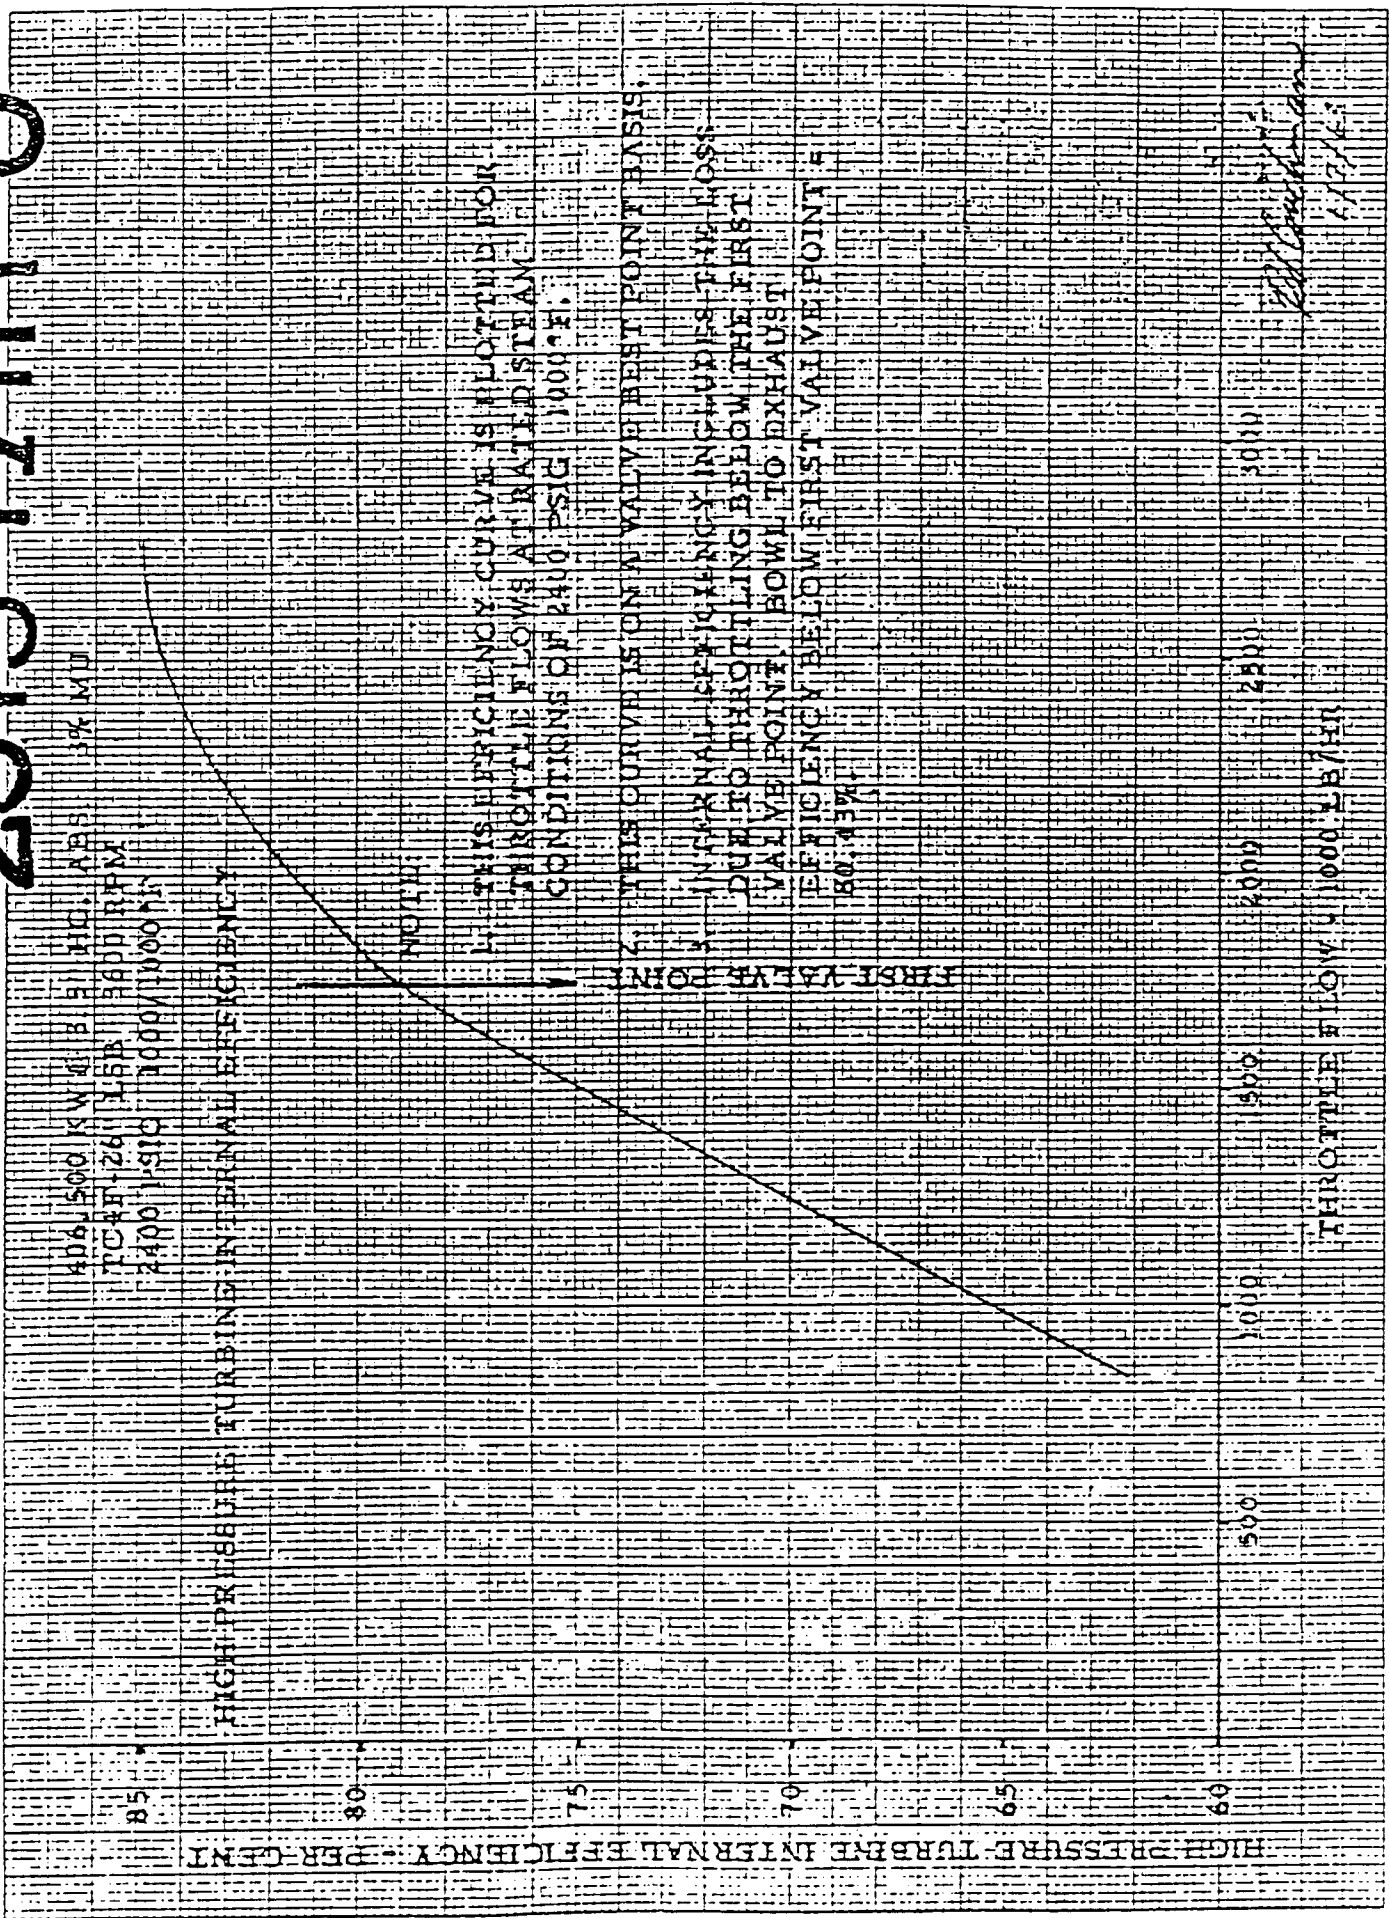 406,500 KW @ 3.5" HG. ABS 3% MU
TC4F-26" LSB 3600 RPM
2400 PSIG 1000/1000°F
HIGH PRESSURE TURBINE INTERNAL EFFICIENCY
NOTE:
1. THIS EFFICIENCY CURVE IS PLOTTED FOR
THROTTLE FLOWS AT RATED STEAM
CONDITIONS OF 2400 PSIG 1000°F.
2. THIS CURVE IS ON A VALVE BEST POINT BASIS.
3. INTERNAL EFFICIENCY INCLUDES THE LOSS
DUE TO THROTTLING BELOW THE FIRST
VALVE POINT. BOWL TO EXHAUST
EFFICIENCY BELOW FIRST VALVE POINT =
80.43%.
FIRST VALVE POINT
HIGH PRESSURE TURBINE INTERNAL EFFICIENCY - PER CENT
85
80
75
70
65
60
500
1000
1500
2000
2500
3000
THROTTLE FLOW - 1000 LB/HR